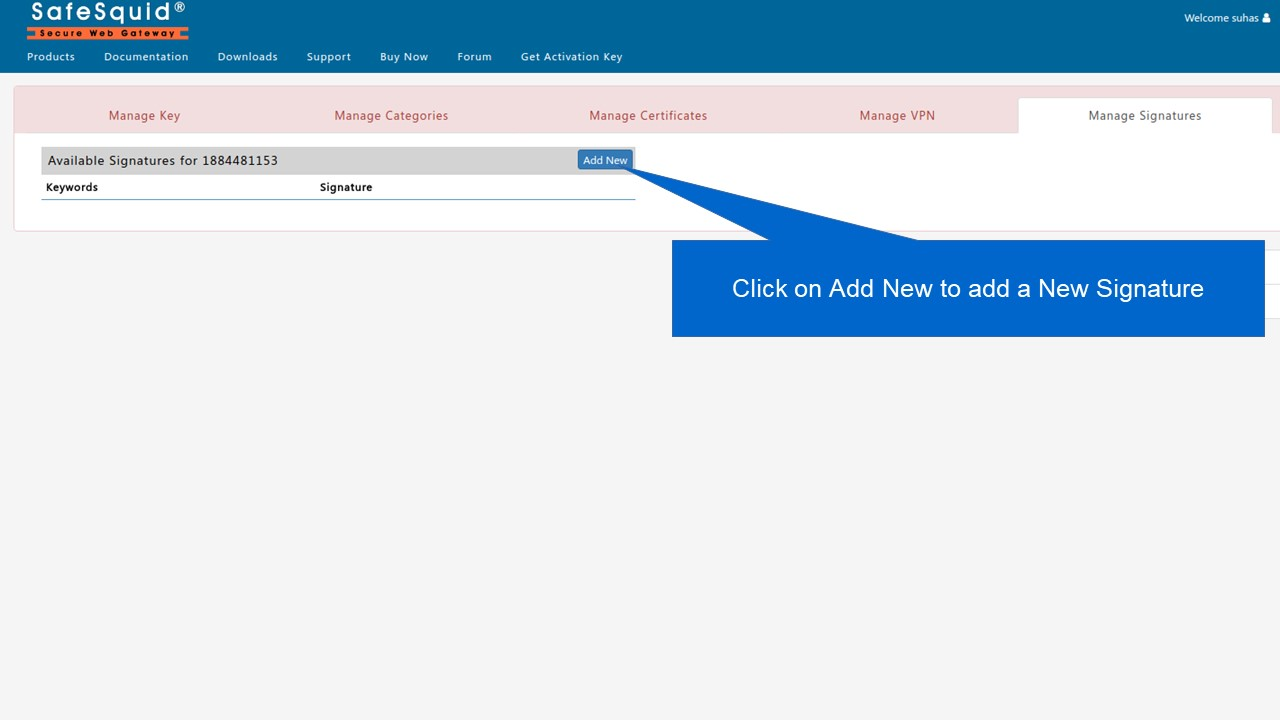 SafeSquid®
Secure Web Gateway
Welcome suhas
Products Documentation Downloads Support Buy Now Forum Get Activation Key
Manage Key Manage Categories Manage Certificates Manage VPN Manage Signatures
Available Signatures for 1884481153 Add New
Keywords Signature
Click on Add New to add a New Signature